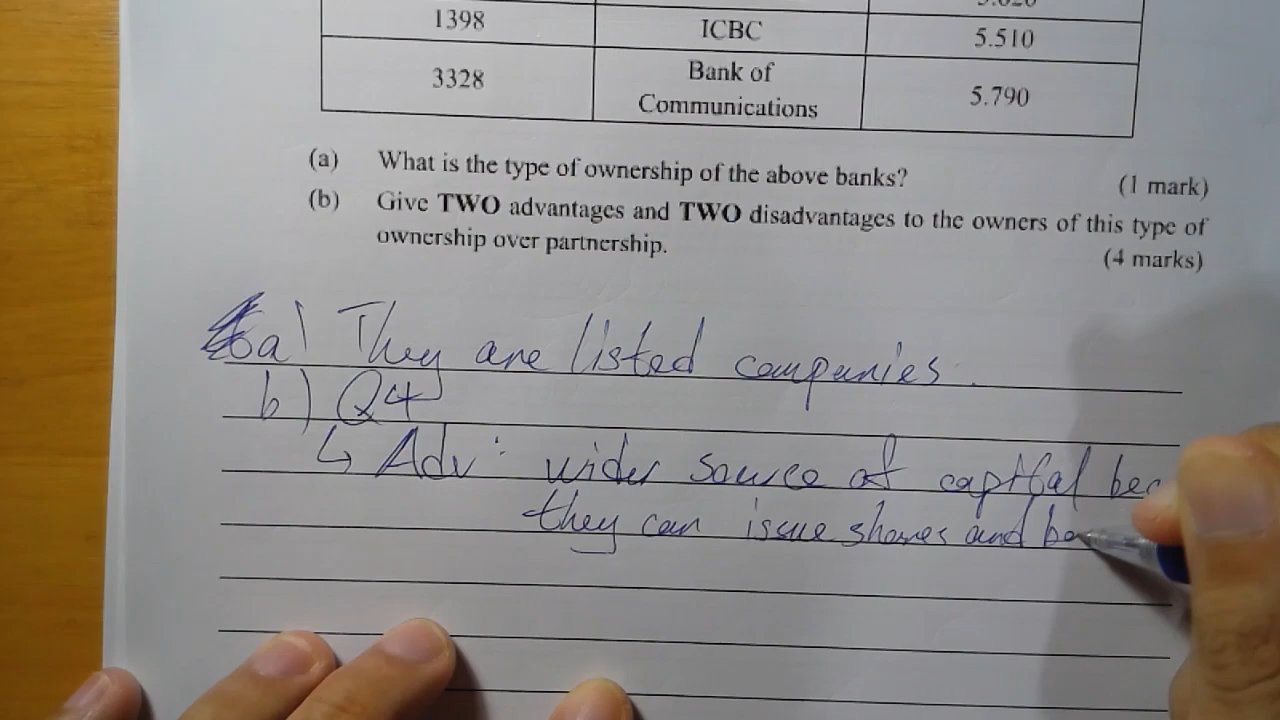 1398 ICBC 5.510
3328 Bank of Communications 5.790
(a) What is the type of ownership of the above banks? (1 mark)
(b) Give TWO advantages and TWO disadvantages to the owners of this type of
ownership over partnership. (4 marks)
a) They are listed companies.
b) Q4
↳ Adv: wider source of capital bec
they can issue shares and bo